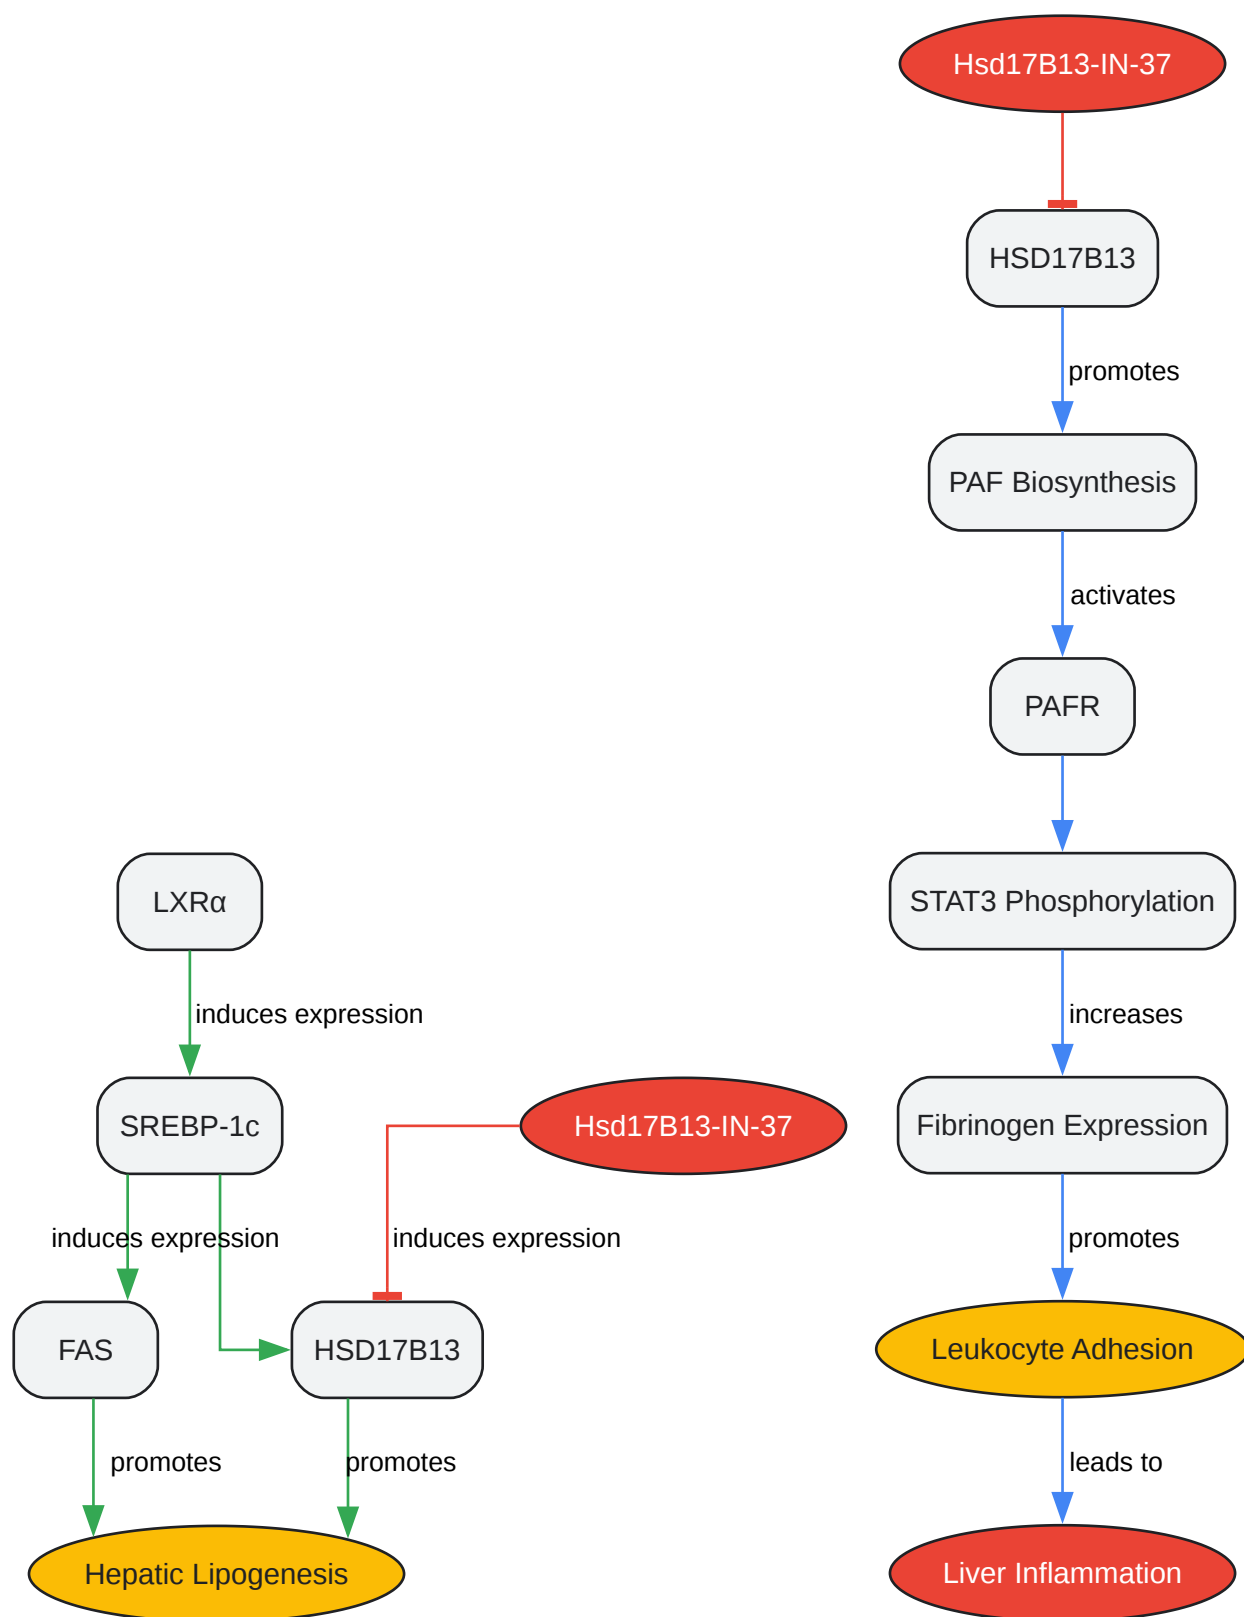 Hsd17B13-IN-37
HSD17B13
promotes
PAF Biosynthesis
activates
PAFR
STAT3 Phosphorylation
increases
Fibrinogen Expression
promotes
Leukocyte Adhesion
leads to
Liver Inflammation
LXRα
induces expression
SREBP-1c
Hsd17B13-IN-37
induces expression
induces expression
FAS
HSD17B13
promotes
promotes
Hepatic Lipogenesis